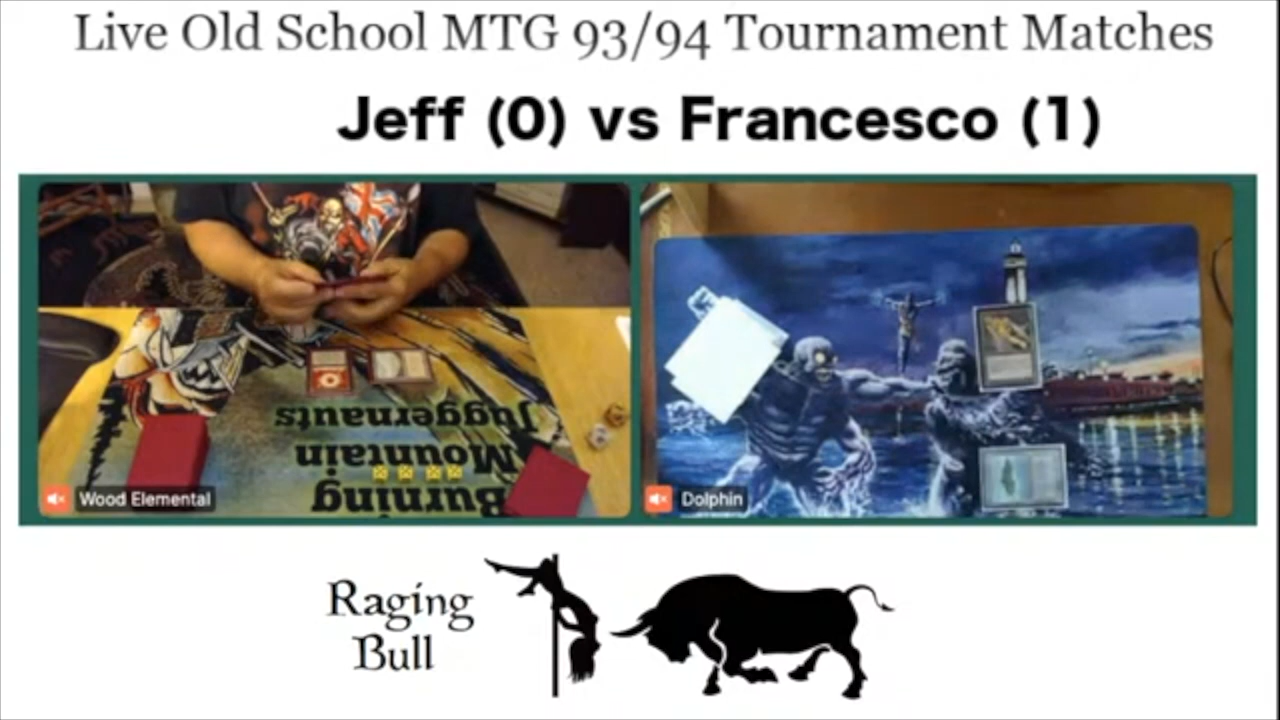 Live Old School MTG 93/94 Tournament Matches
Jeff (0) vs Francesco (1)
Juggernauts
Mountain
Burning
Wood Elemental
Dolphin
Raging
Bull